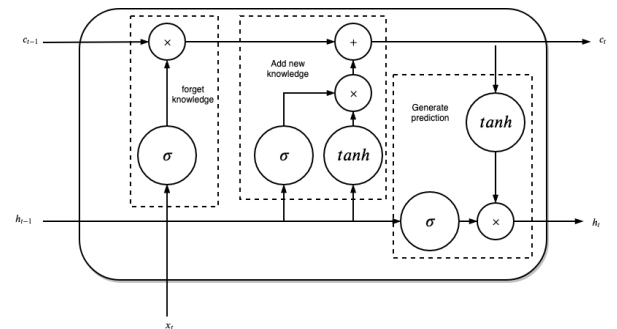 c_{t-1}
×
+
c_t
forget
knowledge
Add new
knowledge
×
Generate
prediction
tanh
σ
σ
tanh
h_{t-1}
σ
×
h_t
x_t